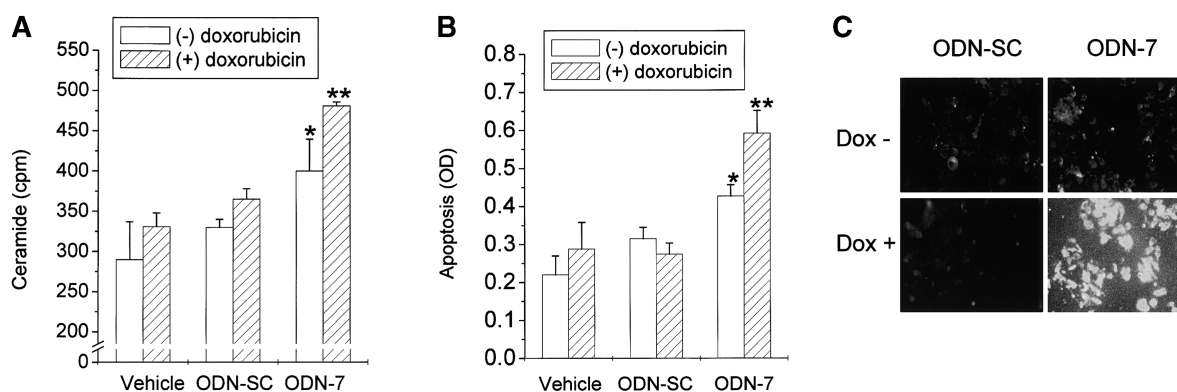 A
Ceramide (cpm)
550
500
450
400
350
300
250
200
0
(-) doxorubicin
(+) doxorubicin
*
**
Vehicle ODN-SC ODN-7
B
Apoptosis (OD)
0.8
0.7
0.6
0.5
0.4
0.3
0.2
0.1
0.0
(-) doxorubicin
(+) doxorubicin
*
**
Vehicle ODN-SC ODN-7
C
ODN-SC ODN-7
Dox -
Dox +